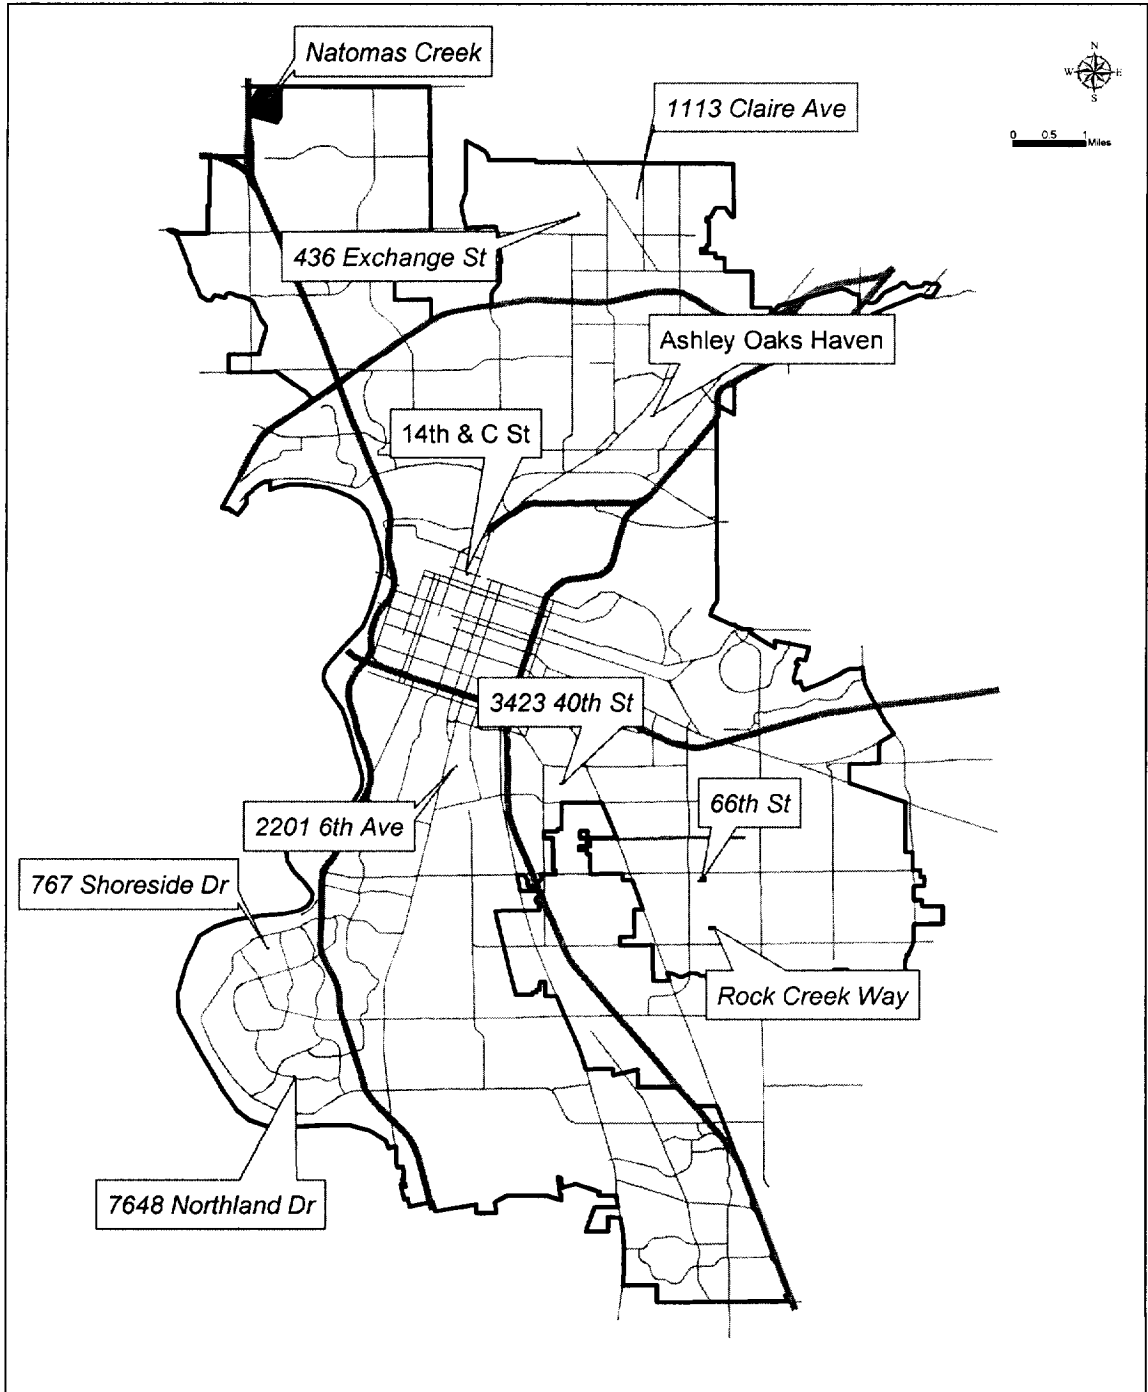 Natomas Creek
N
W E
S
1113 Claire Ave
0 0.5 1
Miles
436 Exchange St
Ashley Oaks Haven
14th & C St
3423 40th St
66th St
2201 6th Ave
767 Shoreside Dr
Rock Creek Way
7648 Northland Dr